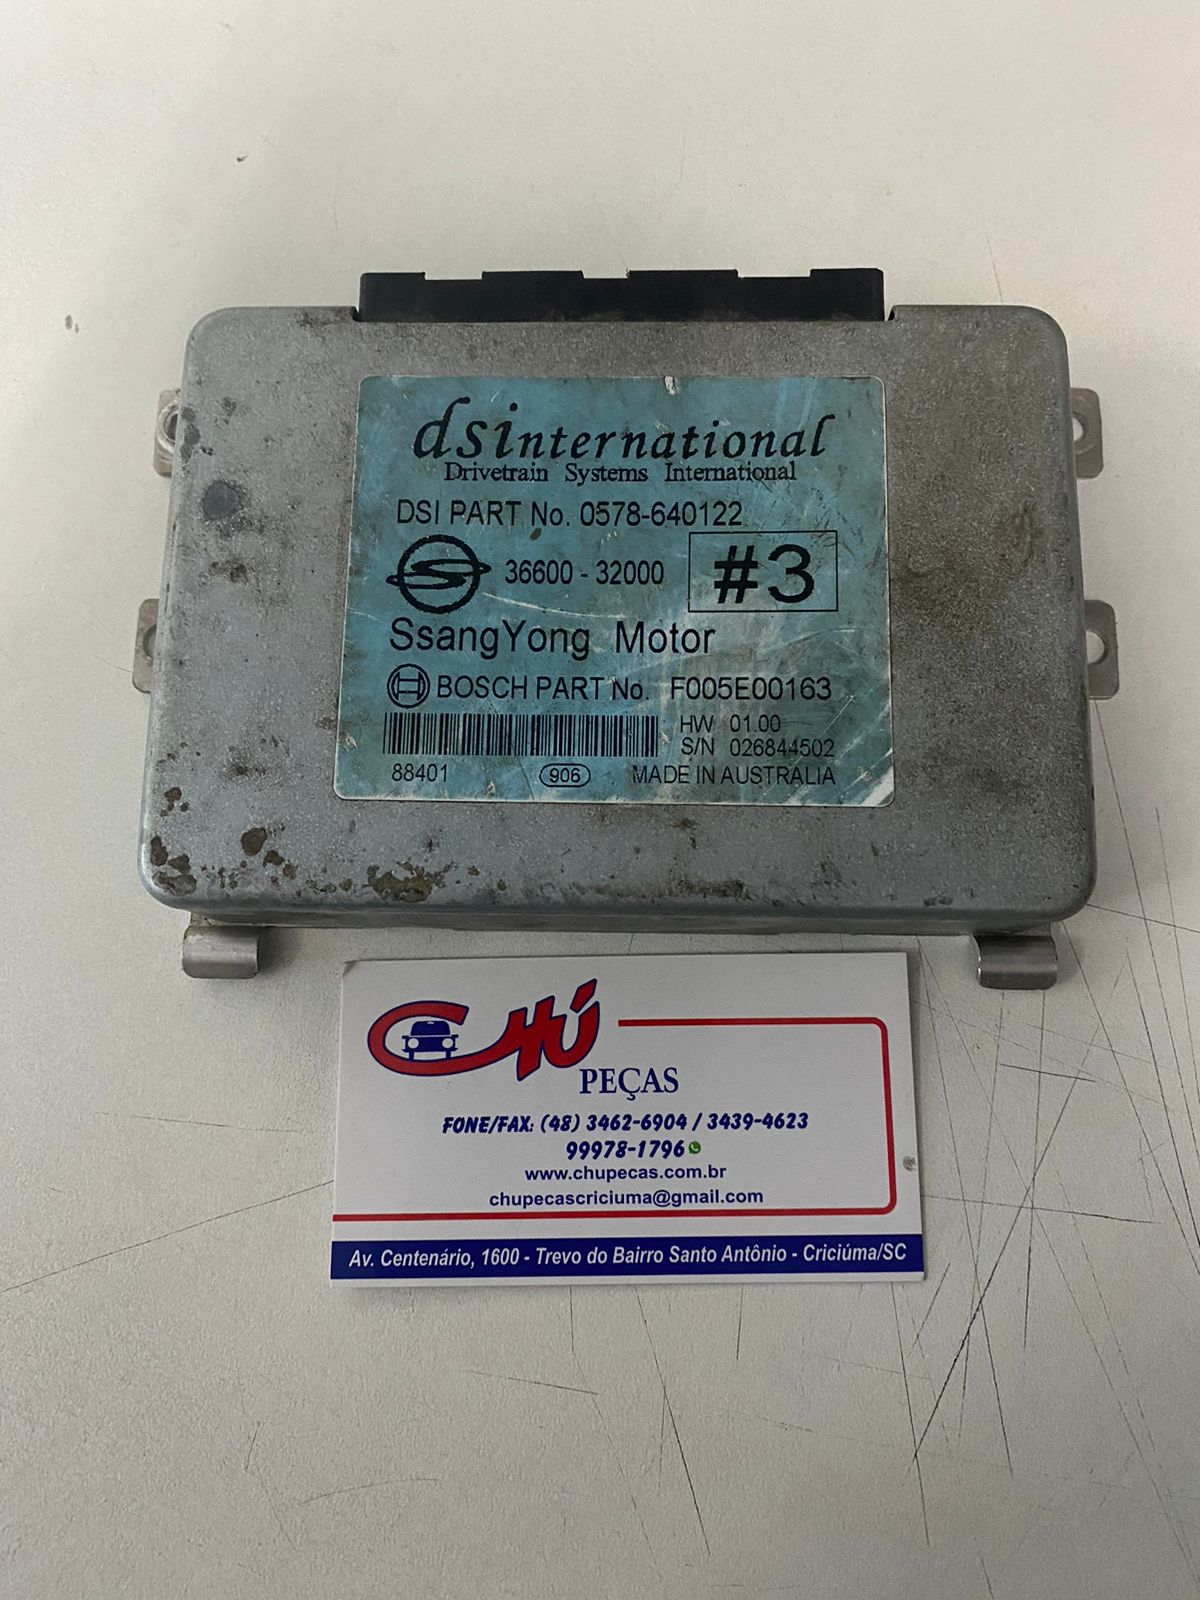 dsinternational
Drivetrain Systems International
DSI PART No. 0578-640122
36600 - 32000 #3
SsangYong Motor
BOSCH PART No. F005E00163
HW 01.00
S/N 026844502
88401 906 MADE IN AUSTRALIA
CHÚ
PEÇAS
FONE/FAX: (48) 3462-6904 / 3439-4623
99978-1796
www.chupecas.com.br
chupecascriciuma@gmail.com
Av. Centenário, 1600 - Trevo do Bairro Santo Antônio - Criciúma/SC